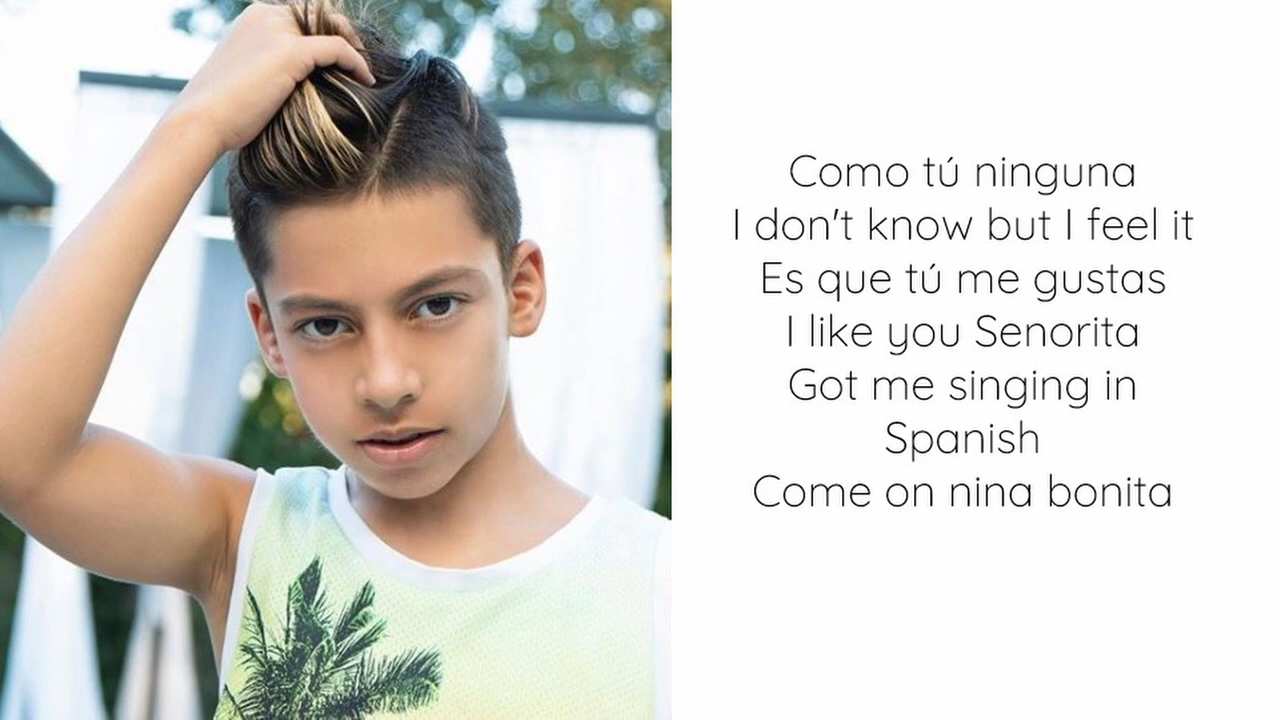 Como tú ninguna
I don't know but I feel it
Es que tú me gustas
I like you Senorita
Got me singing in
Spanish
Come on nina bonita